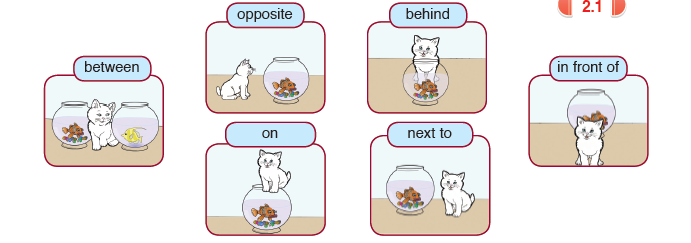 opposite
behind
2.1
between
in front of
on
next to